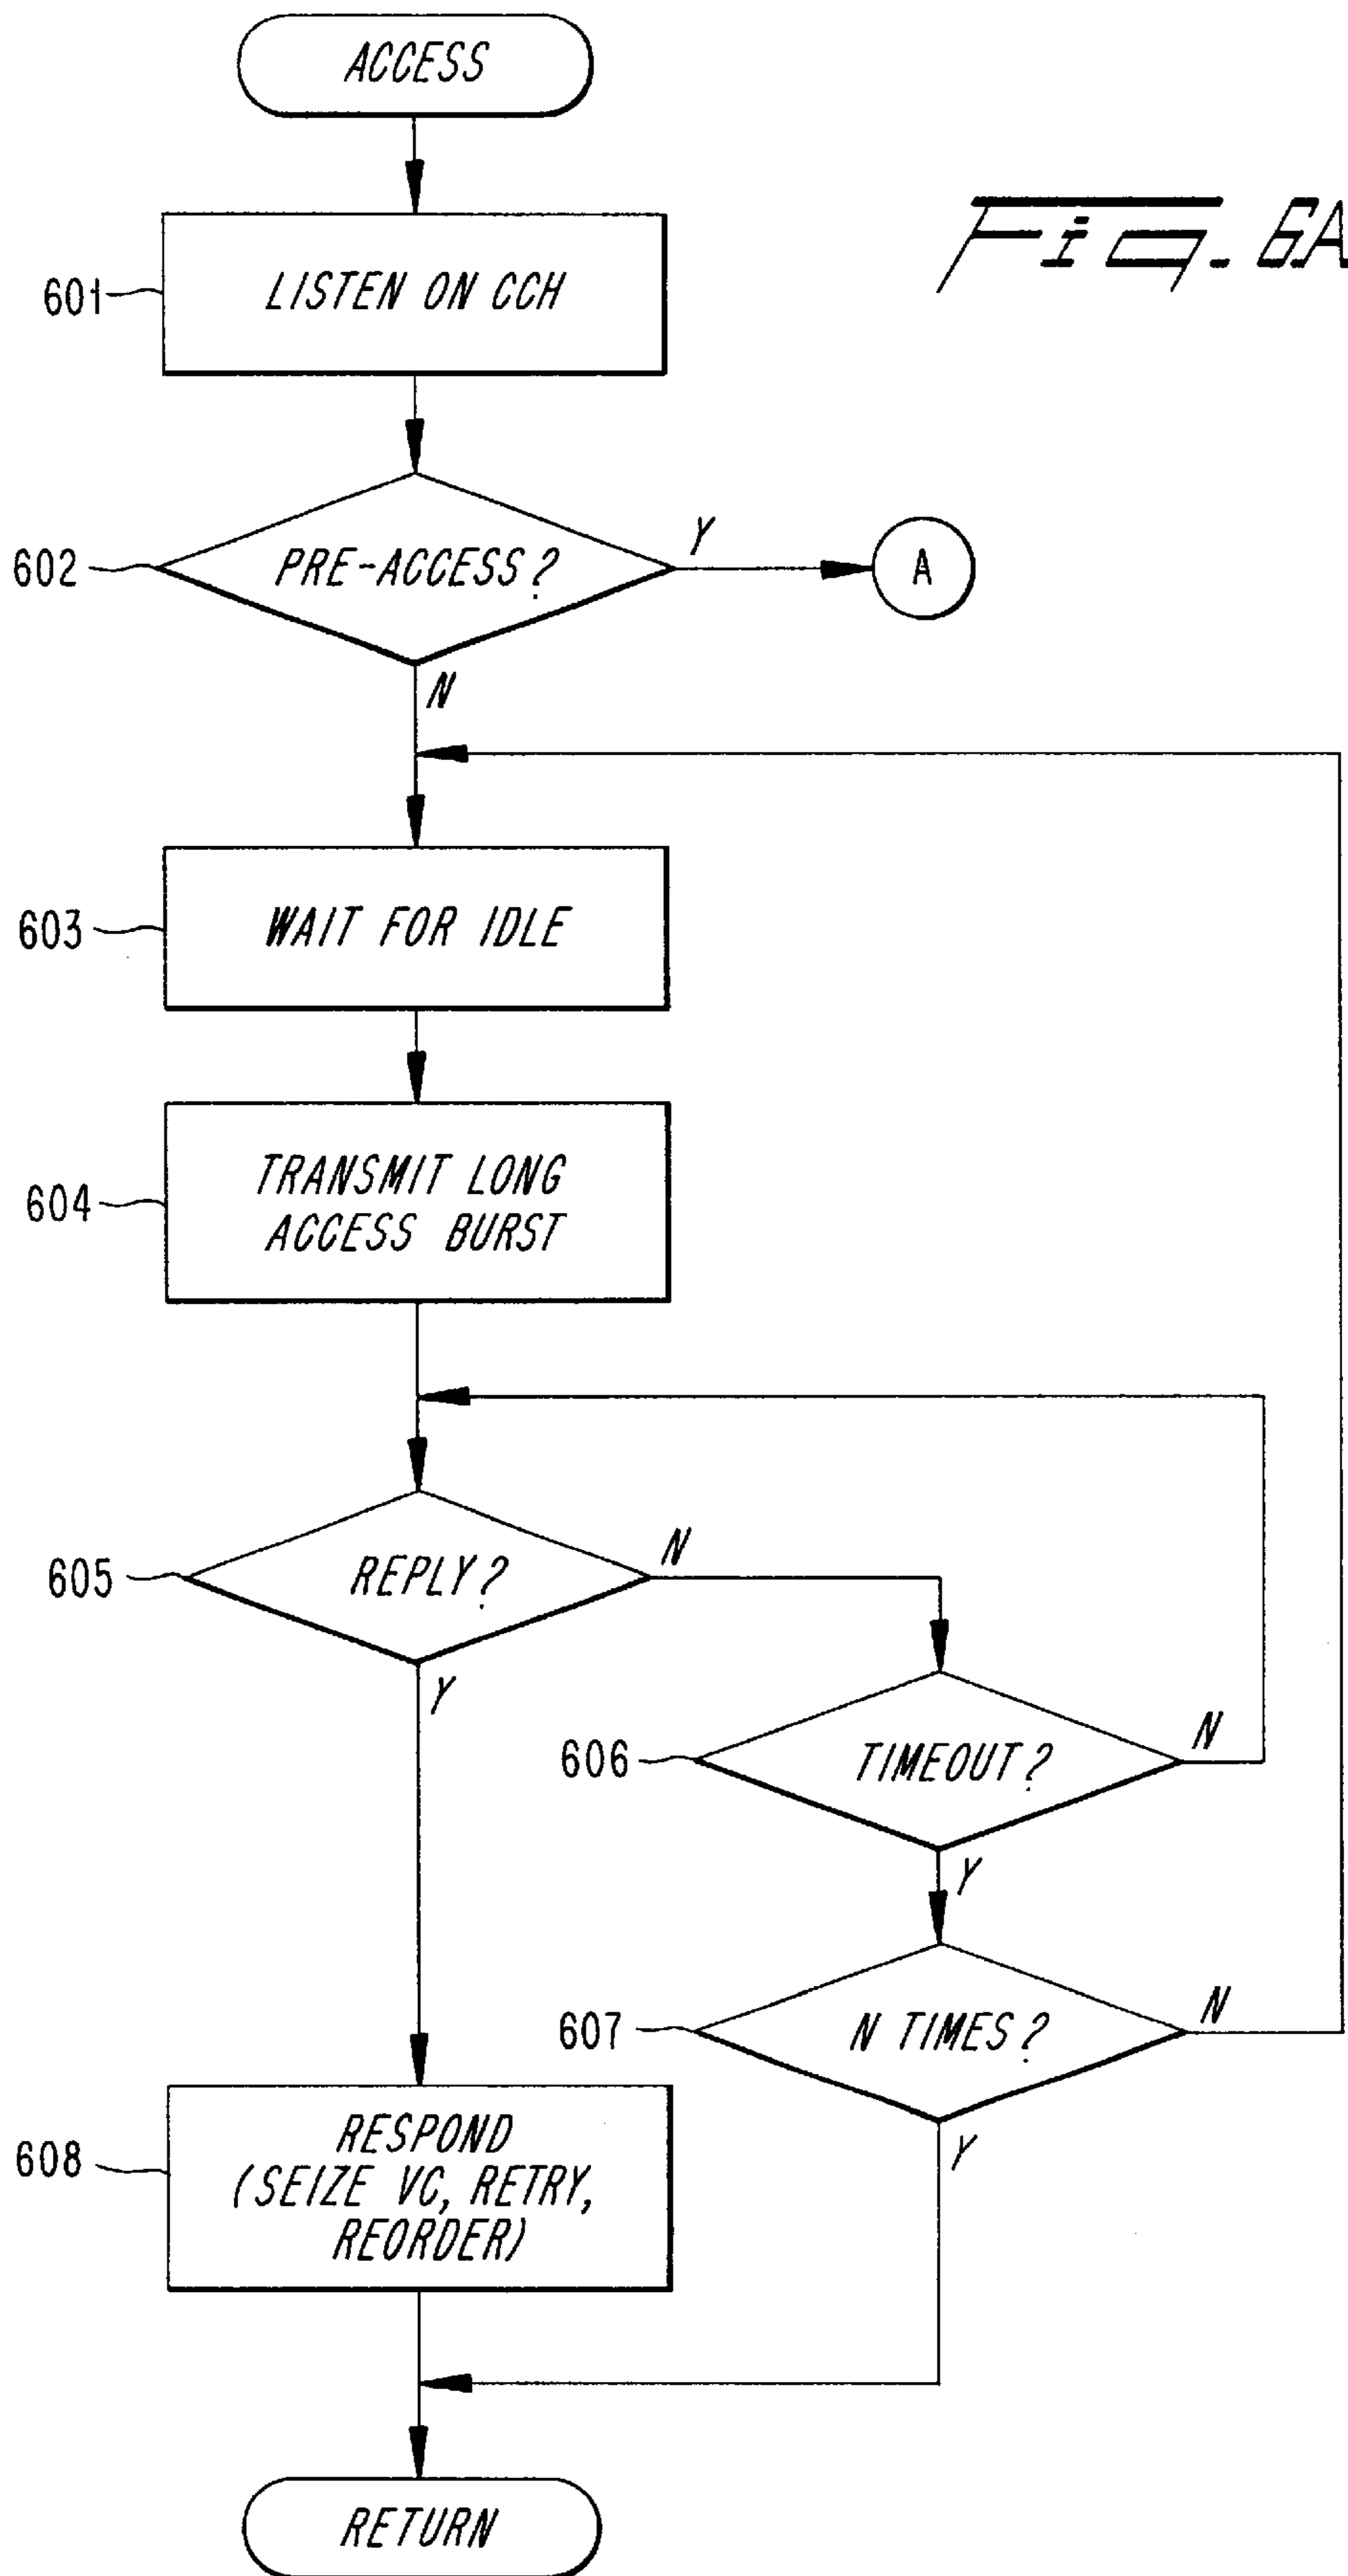 ACCESS
Fig. 6A
601
LISTEN ON CCH
602
PRE-ACCESS?
Y
A
N
603
WAIT FOR IDLE
604
TRANSMIT LONG
ACCESS BURST
605
REPLY?
N
Y
606
TIMEOUT?
N
Y
607
N TIMES?
N
Y
608
RESPOND
(SEIZE VC, RETRY,
REORDER)
RETURN